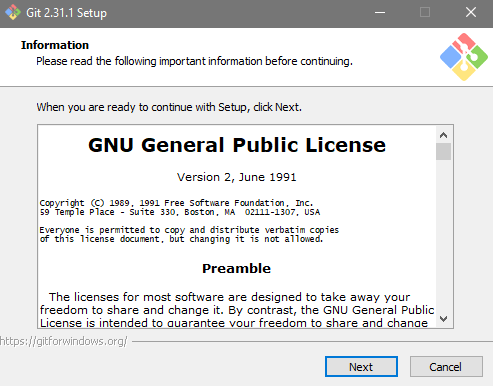 Git 2.31.1 Setup
Information
Please read the following important information before continuing.
When you are ready to continue with Setup, click Next.
GNU General Public License
Version 2, June 1991
Copyright (C) 1989, 1991 Free Software Foundation, Inc.
59 Temple Place - Suite 330, Boston, MA  02111-1307, USA
Everyone is permitted to copy and distribute verbatim copies
of this license document, but changing it is not allowed.
Preamble
The licenses for most software are designed to take away your
freedom to share and change it. By contrast, the GNU General Public
License is intended to guarantee your freedom to share and change
https://gitforwindows.org/
Next
Cancel